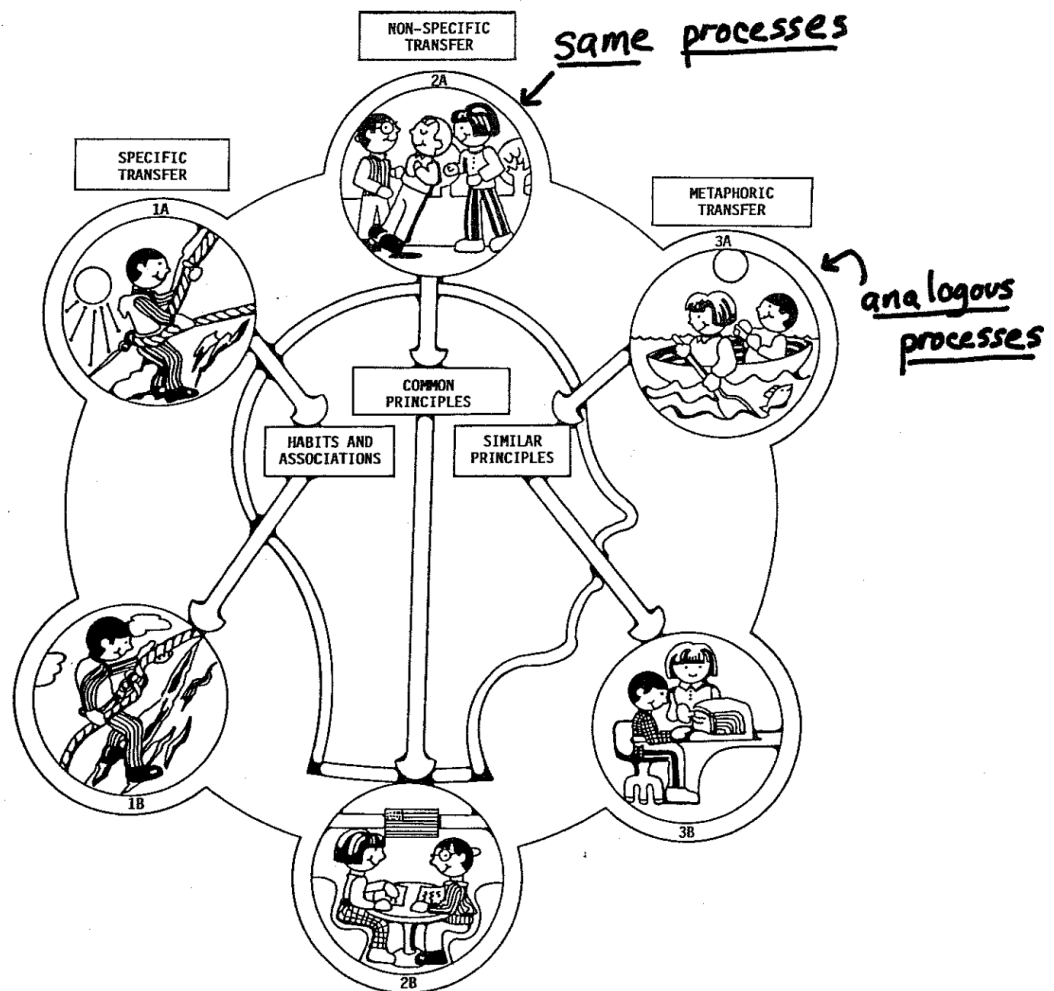 NON-SPECIFIC
TRANSFER
same processes
2A
SPECIFIC
TRANSFER
1A
METAPHORIC
TRANSFER
3A
analogous
processes
COMMON
PRINCIPLES
HABITS AND
ASSOCIATIONS
SIMILAR
PRINCIPLES
1B
3B
2B